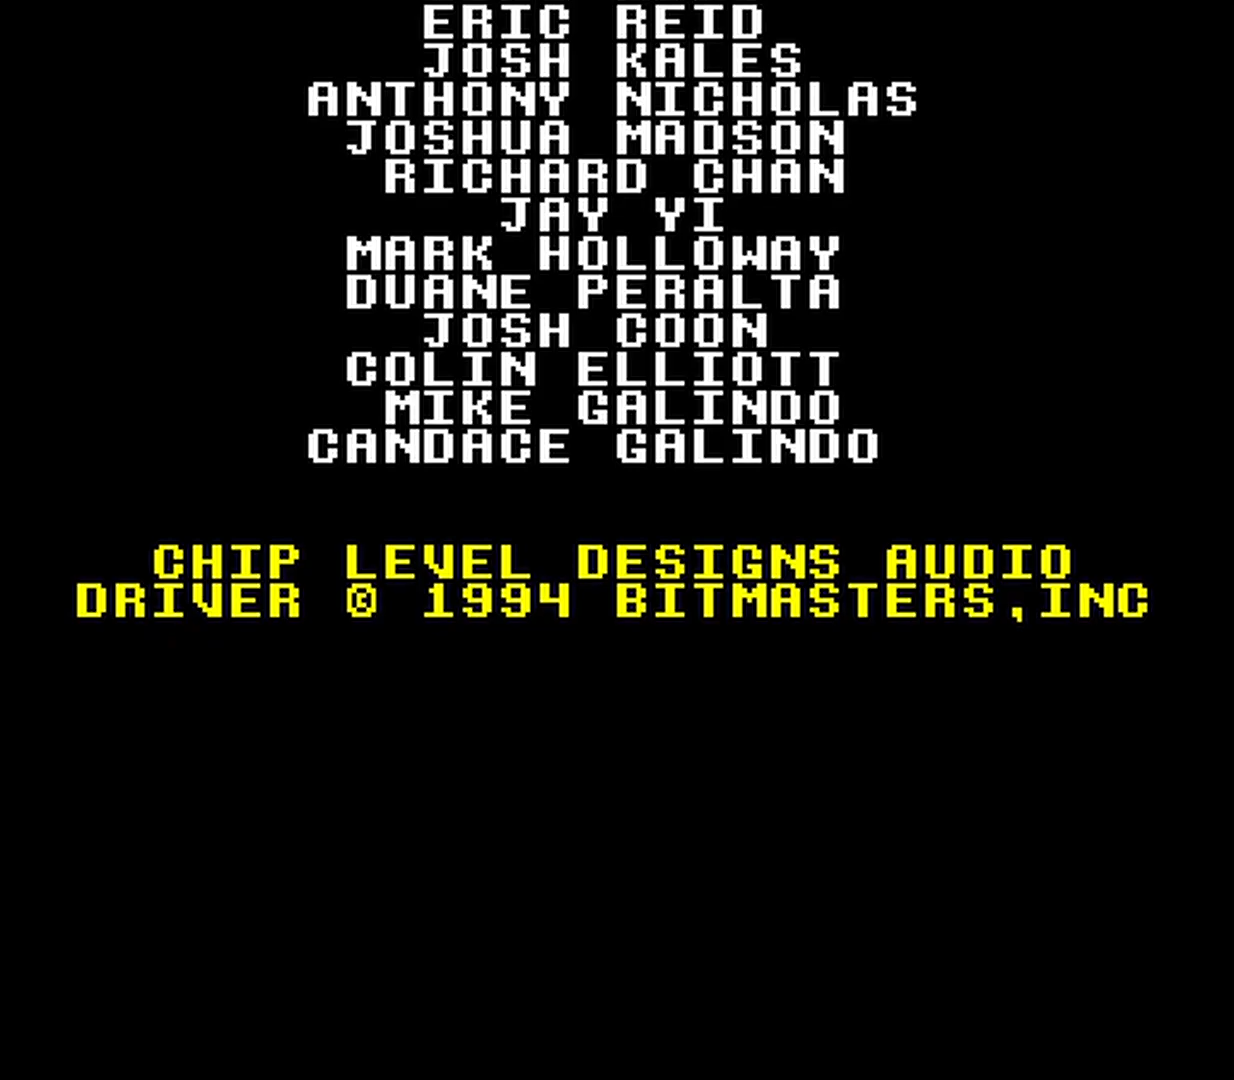 ERIC REID
JOSH KALES
ANTHONY NICHOLAS
JOSHUA MADSON
RICHARD CHAN
JAY YI
MARK HOLLOWAY
DUANE PERALTA
JOSH COON
COLIN ELLIOTT
MIKE GALINDO
CANDACE GALINDO
CHIP LEVEL DESIGNS AUDIO
DRIVER © 1994 BITMASTERS,INC